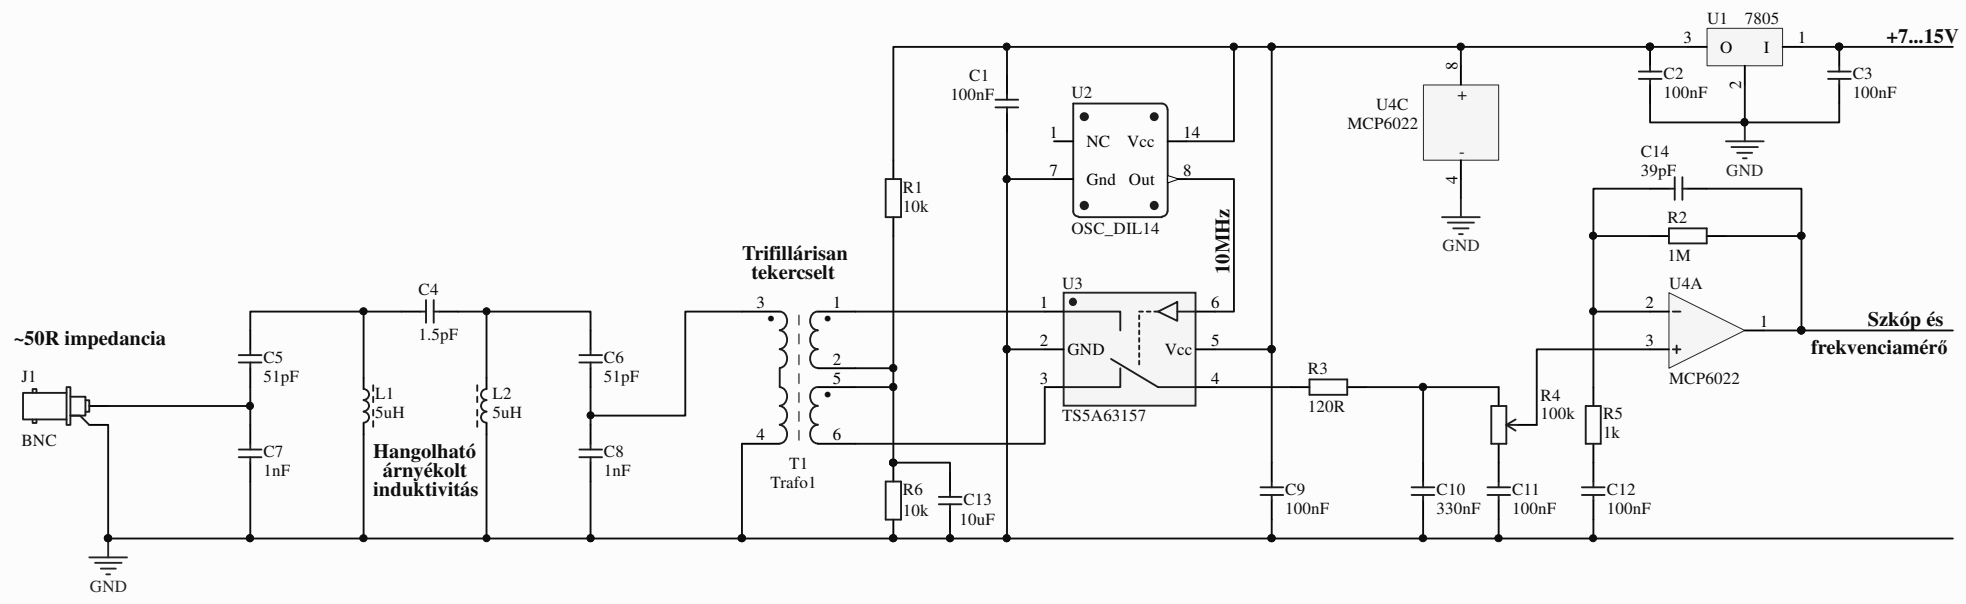 U1 7805
+7...15V
3 O I 1
2
C2
100nF
C3
100nF
GND
C1
100nF
U2
1 NC Vcc 14
7 Gnd Out 8
OSC_DIL14
10MHz
8
+
U4C
MCP6022
-
4
GND
R1
10k
C14
39pF
R2
1M
Trifillárisan
tekercselt
3 1
2
5
4 6
T1
Trafo1
U3
1 6
2 GND Vcc 5
3 4
TS5A63157
U4A
2 −
3 +
1
MCP6022
Szkóp és
frekvenciamérő
~50R impedancia
J1
BNC
GND
C4
1.5pF
C5
51pF
C7
1nF
L1
5uH
L2
5uH
Hangolható
árnyékolt
induktivitás
C6
51pF
C8
1nF
R6
10k
C13
10uF
C9
100nF
R3
120R
R4
100k
R5
1k
C10
330nF
C11
100nF
C12
100nF